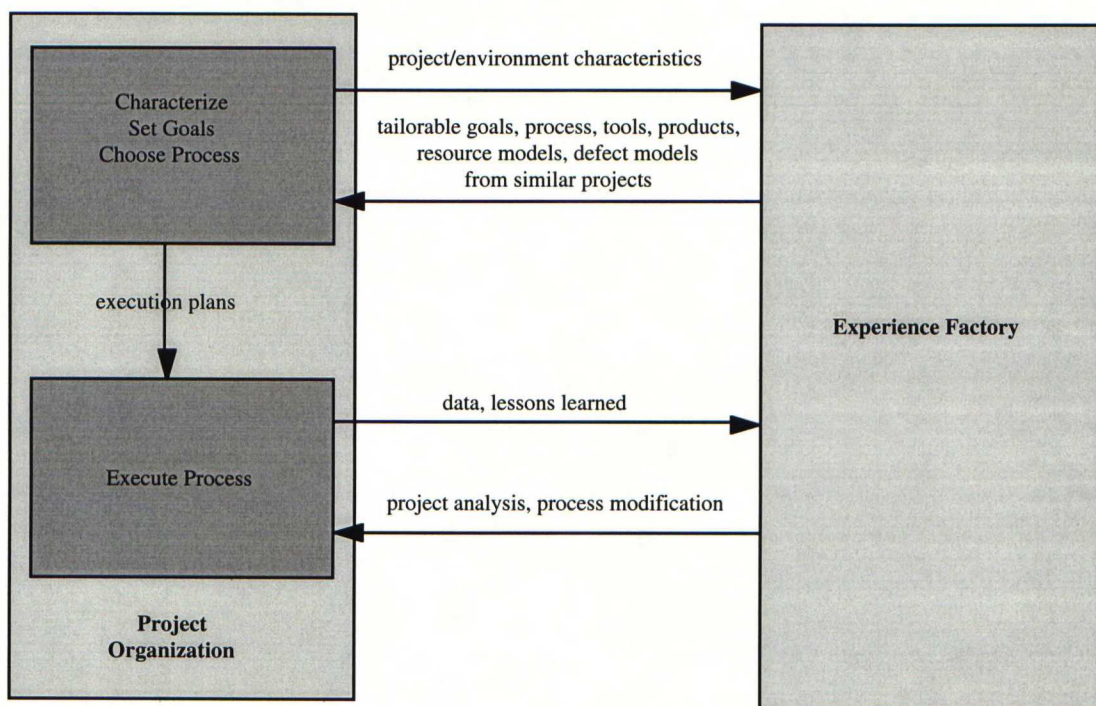 project/environment characteristics
Characterize
Set Goals
Choose Process
tailorable goals, process, tools, products,
resource models, defect models
from similar projects
execution plans
Experience Factory
data, lessons learned
Execute Process
project analysis, process modification
Project
Organization